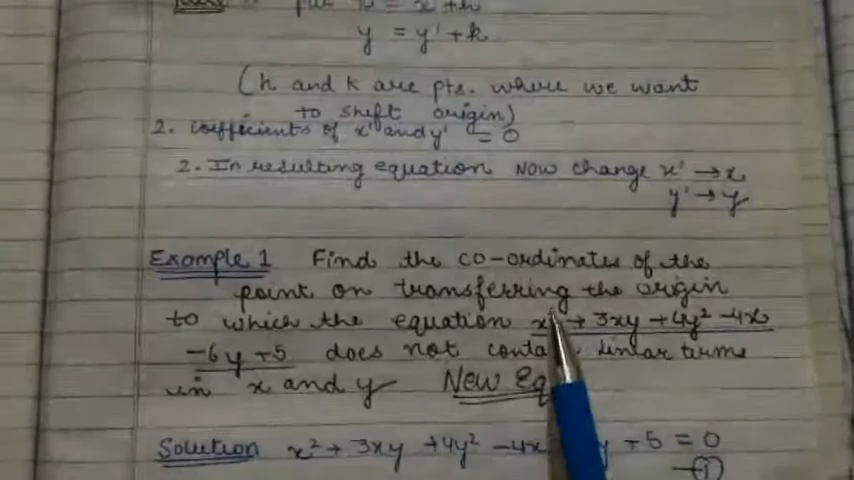 put x = x' + h
y = y' + k
(h and k are pts. where we want
to shift origin)
2. coefficients of x' and y' = 0
2. In resulting equation Now change x' → x
y' → y
Example 1 Find the co-ordinates of the
point on transferring the origin
to which the equation x² + 3xy + 4y² - 4x
- 6y + 5 does not contain linear terms
in x and y New Eq
Solution x² + 3xy + 4y² - 4x y + 5 = 0
- (1)